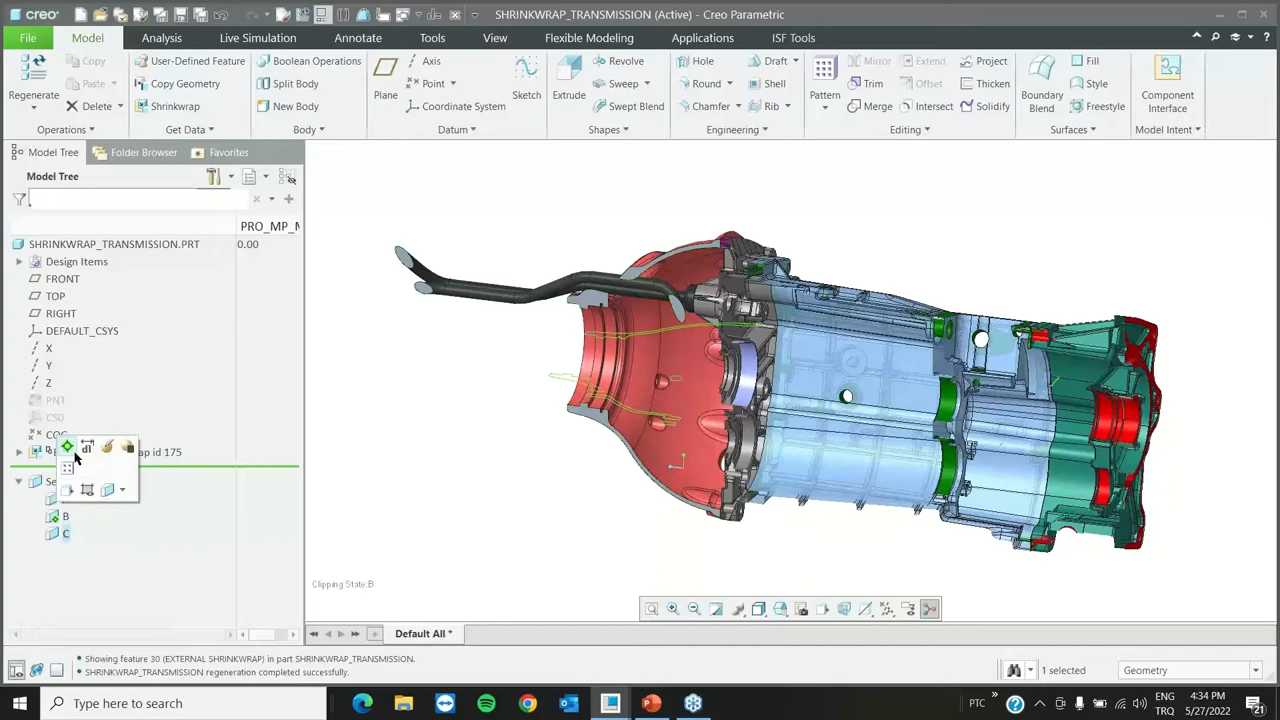 creo
SHRINKWRAP_TRANSMISSION (Active) - Creo Parametric
File Model Analysis Live Simulation Annotate Tools View Flexible Modeling Applications ISF Tools
Regenerate
Copy
Paste
Delete
Operations
User-Defined Feature
Copy Geometry
Shrinkwrap
Get Data
Boolean Operations
Split Body
New Body
Body
Plane
Axis
Point
Coordinate System
Sketch
Datum
Extrude
Revolve
Sweep
Swept Blend
Shapes
Hole
Round
Chamfer
Draft
Shell
Rib
Engineering
Pattern
Mirror
Trim
Merge
Extend
Offset
Intersect
Project
Thicken
Solidify
Editing
Boundary Blend
Fill
Style
Freestyle
Surfaces
Component Interface
Model Intent
Model Tree Folder Browser Favorites
Model Tree
PRO_MP_M
SHRINKWRAP_TRANSMISSION.PRT 0.00
Design Items
FRONT
TOP
RIGHT
DEFAULT_CSYS
X
Y
Z
PNT
CS0
COG
ap id 175
Se
B
C
Clipping State:B
Default All *
Showing feature 30 (EXTERNAL SHRINKWRAP) in part SHRINKWRAP_TRANSMISSION.
SHRINKWRAP_TRANSMISSION regeneration completed successfully.
1 selected
Geometry
Type here to search
PTC
ENG
TRQ
4:34 PM
5/27/2022
21